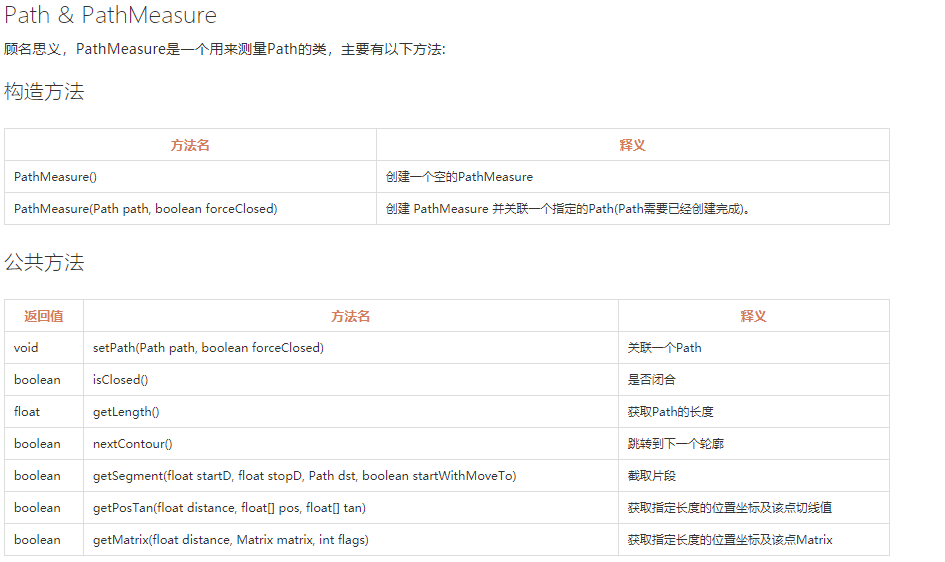 Path & PathMeasure
顾名思义，PathMeasure是一个用来测量Path的类，主要有以下方法:
构造方法
方法名 释义
PathMeasure() 创建一个空的PathMeasure
PathMeasure(Path path, boolean forceClosed) 创建 PathMeasure 并关联一个指定的Path(Path需要已经创建完成)。
公共方法
返回值 方法名 释义
void setPath(Path path, boolean forceClosed) 关联一个Path
boolean isClosed() 是否闭合
float getLength() 获取Path的长度
boolean nextContour() 跳转到下一个轮廓
boolean getSegment(float startD, float stopD, Path dst, boolean startWithMoveTo) 截取片段
boolean getPosTan(float distance, float[] pos, float[] tan) 获取指定长度的位置坐标及该点切线值
boolean getMatrix(float distance, Matrix matrix, int flags) 获取指定长度的位置坐标及该点Matrix